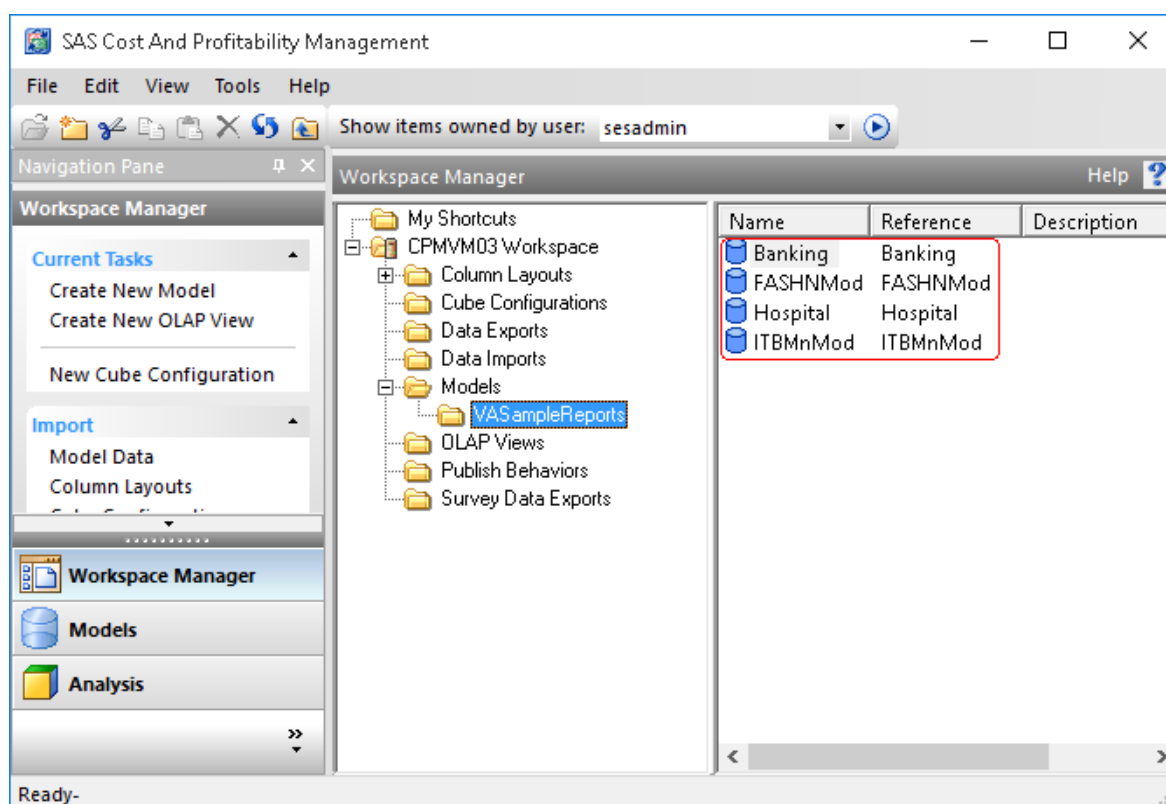 SAS Cost And Profitability Management
File Edit View Tools Help
Show items owned by user: sesadmin
Navigation Pane
Workspace Manager
Current Tasks
Create New Model
Create New OLAP View
New Cube Configuration
Import
Model Data
Column Layouts
Workspace Manager
Models
Analysis
Workspace Manager Help ?
My Shortcuts
CPMVM03 Workspace
Column Layouts
Cube Configurations
Data Exports
Data Imports
Models
VASampleReports
OLAP Views
Publish Behaviors
Survey Data Exports
Name Reference Description
Banking Banking
FASHNMod FASHNMod
Hospital Hospital
ITBMnMod ITBMnMod
Ready-